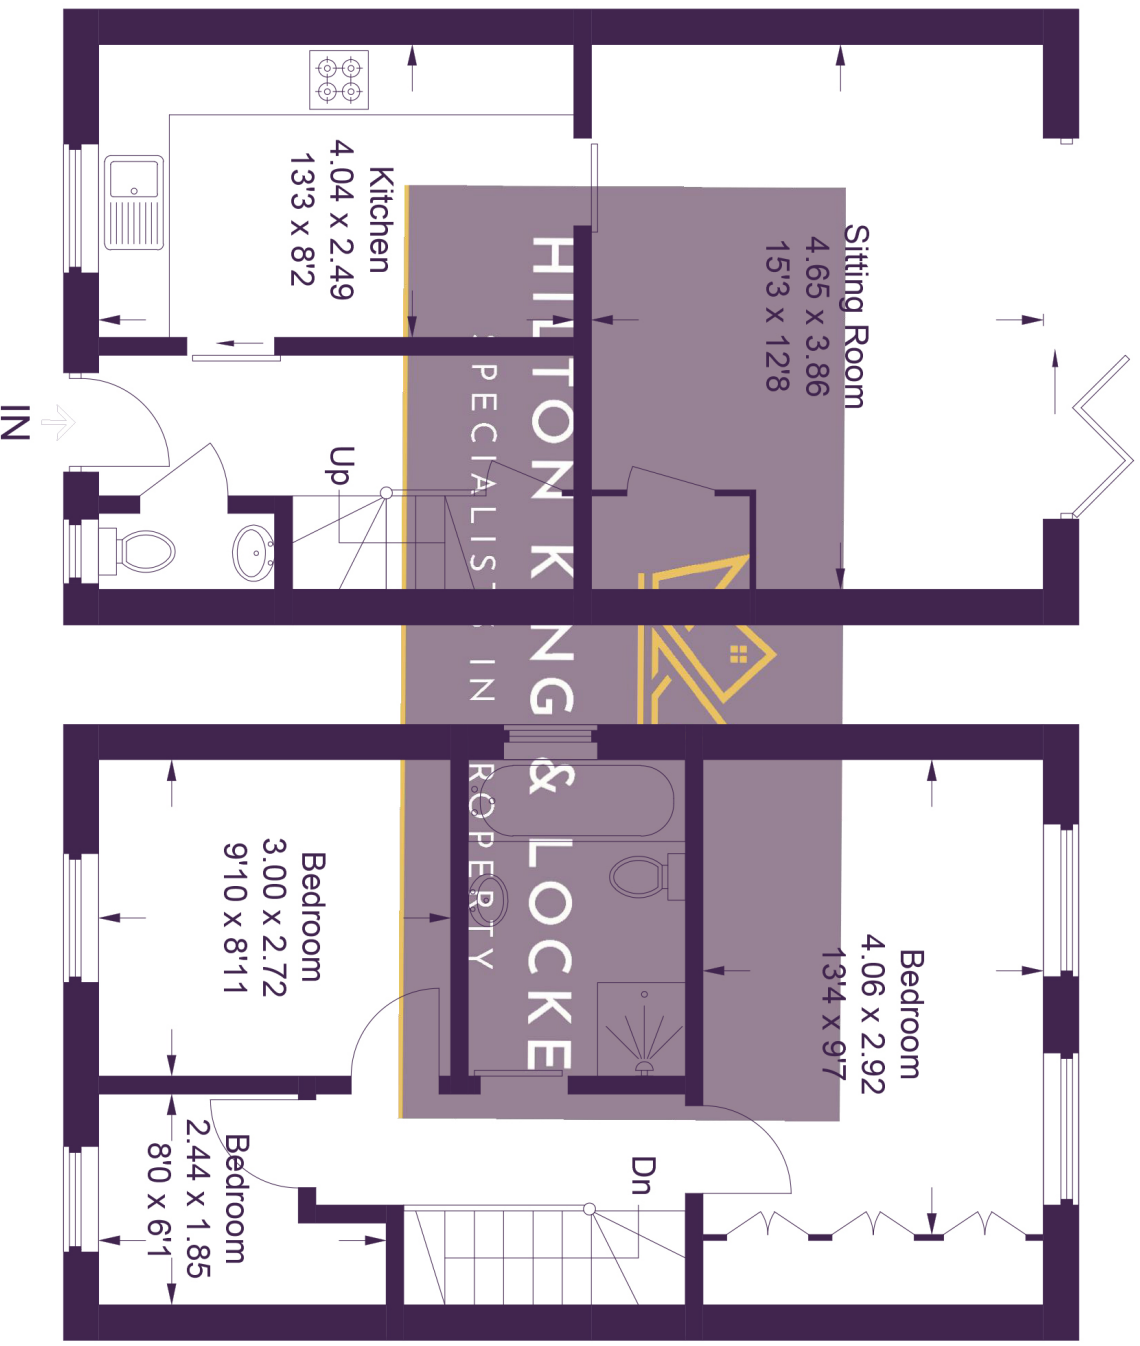 Sitting Room
4.65 x 3.86
15'3 x 12'8
Kitchen
4.04 x 2.49
13'3 x 8'2
Up
IN
Bedroom
4.06 x 2.92
13'4 x 9'7
Bedroom
3.00 x 2.72
9'10 x 8'11
Dn
Bedroom
2.44 x 1.85
8'0 x 6'1
HILTON KING & LOCKE
SPECIALISTS IN PROPERTY